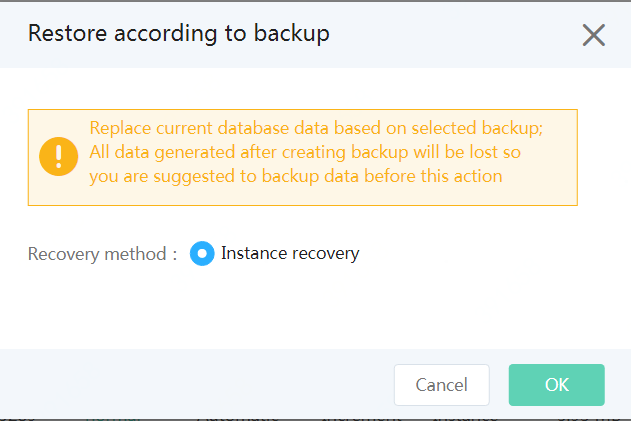 Restore according to backup
Replace current database data based on selected backup;
All data generated after creating backup will be lost so
you are suggested to backup data before this action
Recovery method : Instance recovery
Cancel OK